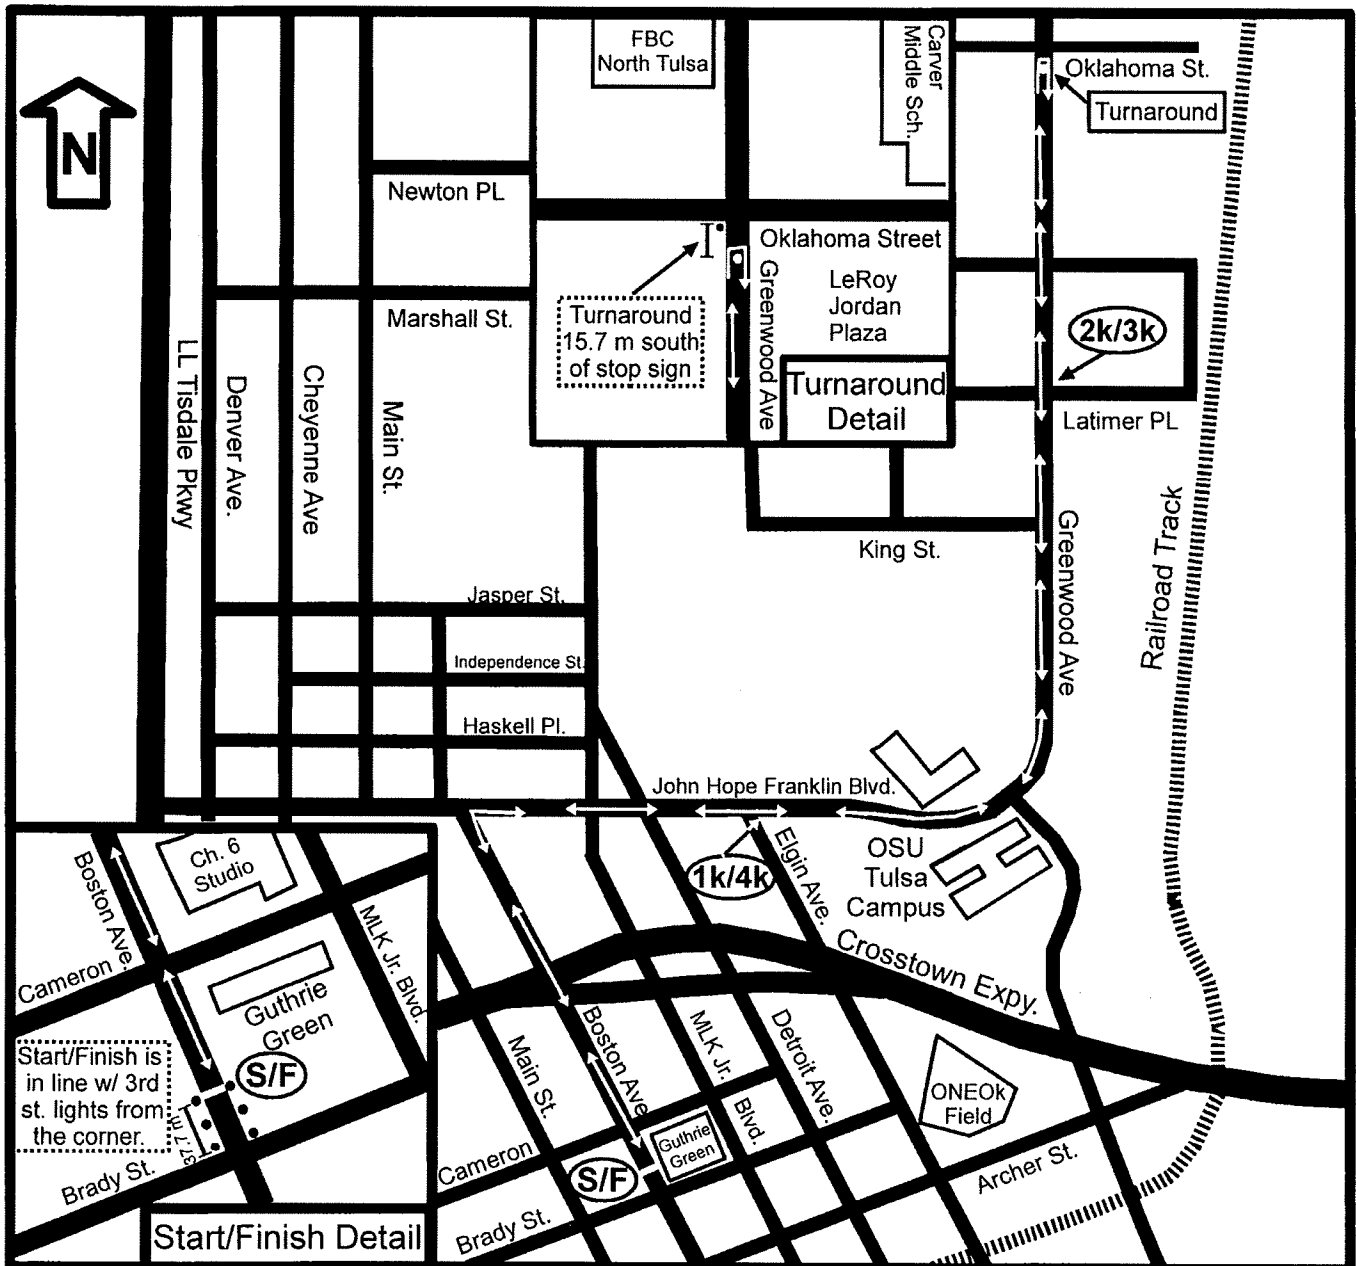 N
FBC
North Tulsa
Carver
Middle Sch.
Oklahoma St.
Turnaround
Newton PL
Oklahoma Street
LeRoy
Jordan
Plaza
Greenwood Ave
Turnaround
15.7 m south
of stop sign
Turnaround
Detail
Marshall St.
2k/3k
Latimer PL
LL Tisdale Pkwy
Denver Ave.
Cheyenne Ave
Main St.
King St.
Greenwood Ave
Railroad Track
Jasper St.
Independence St.
Haskell Pl.
John Hope Franklin Blvd.
1k/4k
Elgin Ave.
OSU
Tulsa
Campus
Crosstown Expy.
Boston Ave.
Ch. 6
Studio
MLK Jr. Blvd.
Cameron
Guthrie
Green
S/F
Start/Finish is
in line w/ 3rd
st. lights from
the corner.
37.7 m
Brady St.
Start/Finish Detail
Main St.
Boston Ave
MLK Jr.
Blvd.
Detroit Ave.
ONEOk
Field
Guthrie
Green
Cameron
S/F
Archer St.
Brady St.